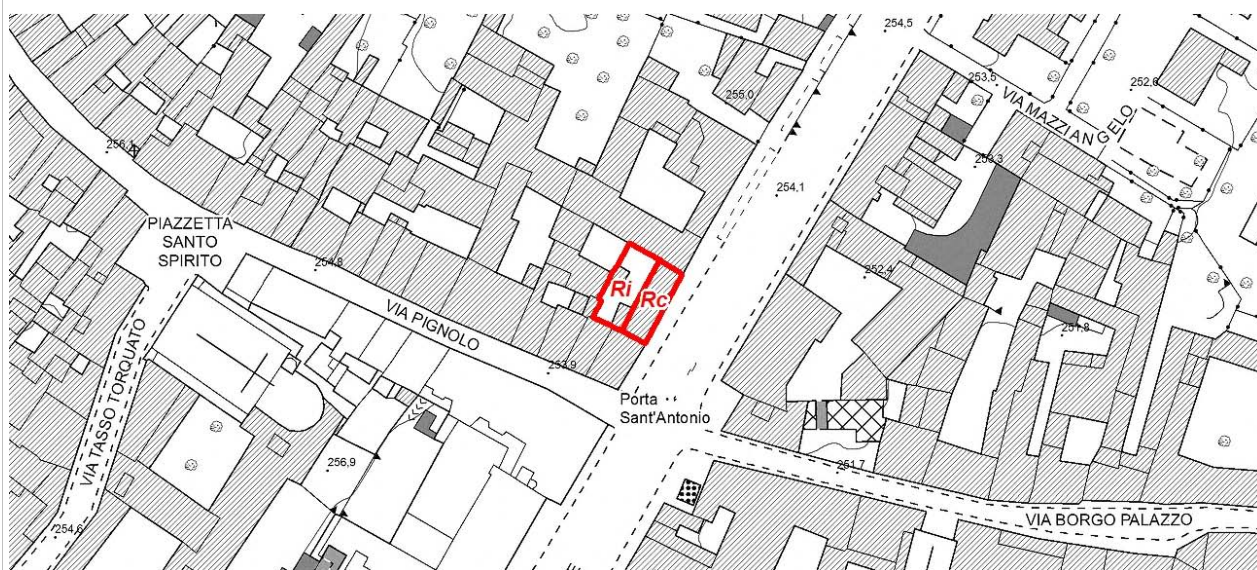 254,5
255,0
253,5
252,6
VIA MAZZI ANGELO
256,1
253,3
254,1
PIAZZETTA
SANTO
SPIRITO
254,8
252,4
Ri
Rc
VIA PIGNOLO
251,8
VIA TASSO TORQUATO
253,9
Porta
Sant'Antonio
256,9
251,7
254,6
VIA BORGO PALAZZO